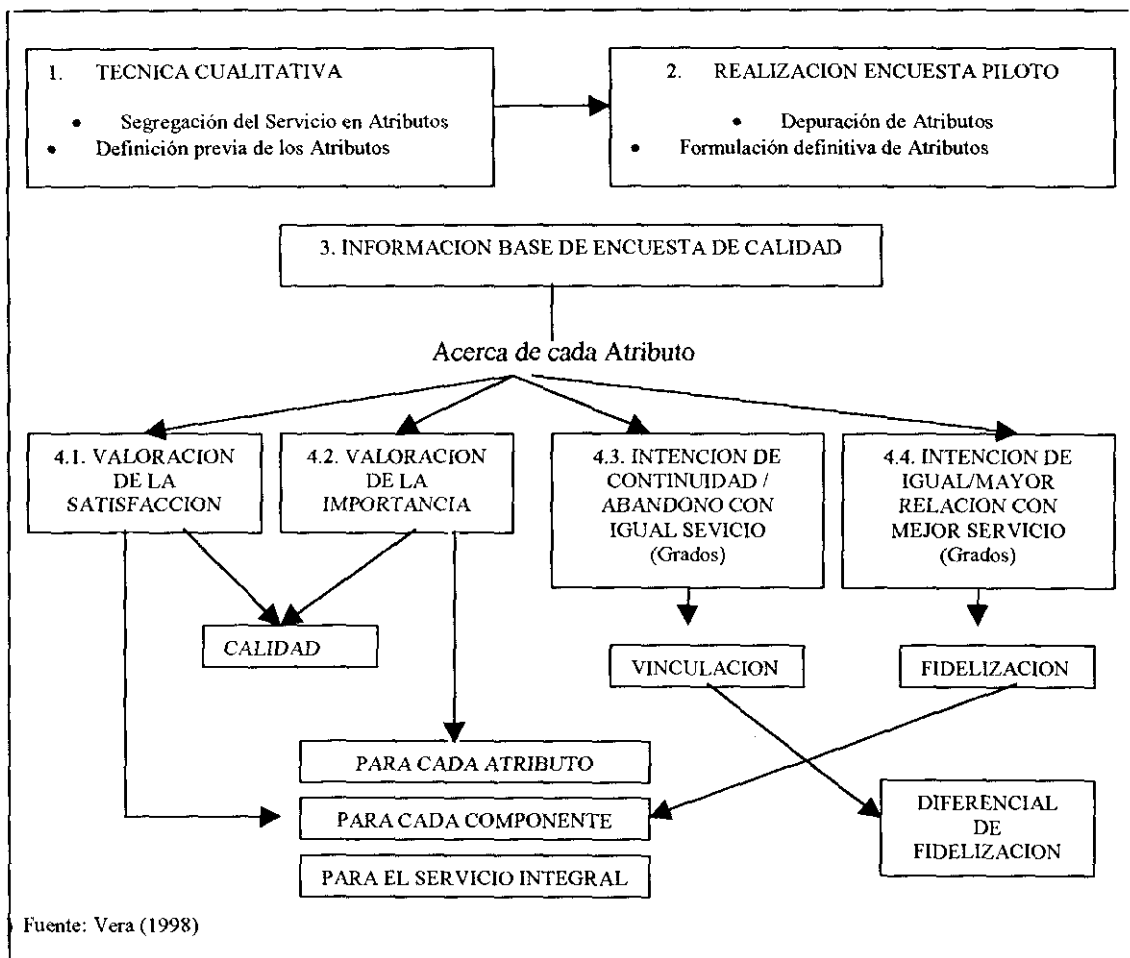 1. TECNICA CUALITATIVA
• Segregación del Servicio en Atributos
• Definición previa de los Atributos
2. REALIZACION ENCUESTA PILOTO
• Depuración de Atributos
• Formulación definitiva de Atributos
3. INFORMACION BASE DE ENCUESTA DE CALIDAD
Acerca de cada Atributo
4.1. VALORACION
DE LA
SATISFACCION
4.2. VALORACION
DE LA
IMPORTANCIA
4.3. INTENCION DE
CONTINUIDAD /
ABANDONO CON
IGUAL SEVICIO
(Grados)
4.4. INTENCION DE
IGUAL/MAYOR
RELACION CON
MEJOR SERVICIO
(Grados)
CALIDAD
VINCULACION
FIDELIZACION
PARA CADA ATRIBUTO
PARA CADA COMPONENTE
PARA EL SERVICIO INTEGRAL
DIFERENCIAL
DE
FIDELIZACION
Fuente: Vera (1998)